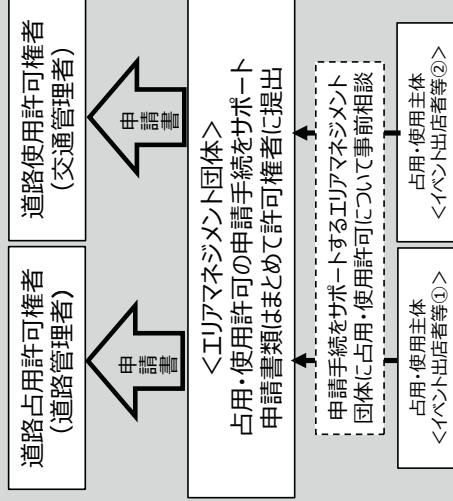 道路占用許可権者
（道路管理者）
道路使用許可権者
（交通管理者）
申請書
申請書
<エリアマネジメント団体>
占用・使用許可の申請手続をサポート
申請書類はまとめて許可権者に提出
申請手続をサポートするエリアマネジメント
団体に占用・使用許可について事前相談
占用・使用主体
<イベント出店者等①>
占用・使用主体
<イベント出店者等②>